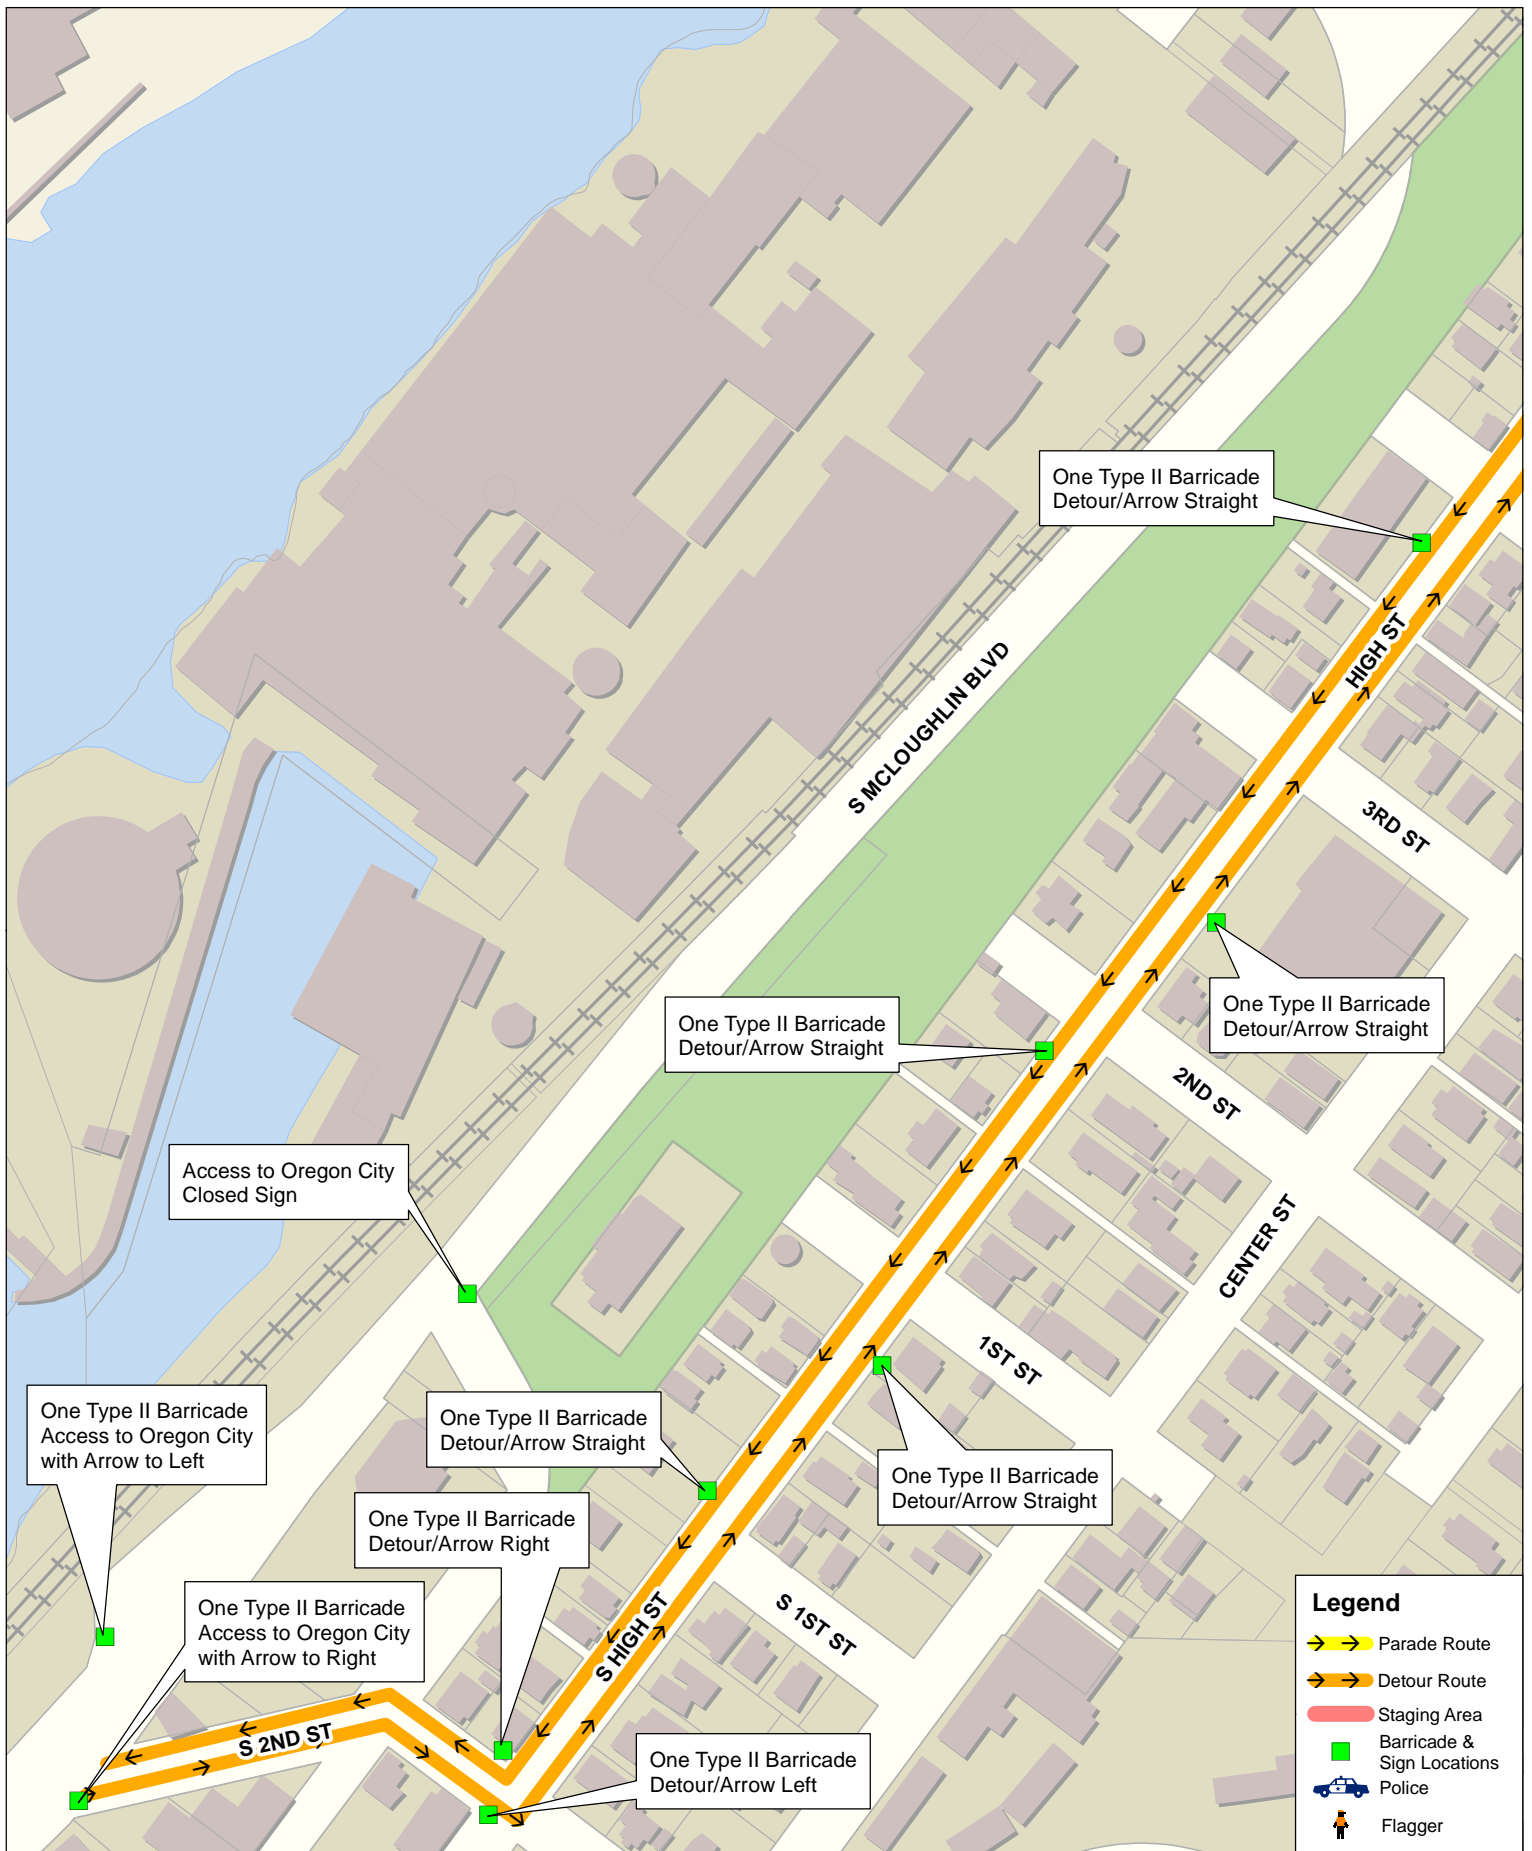 One Type II Barricade
Detour/Arrow Straight
HIGH ST
S MCLOUGHLIN BLVD
3RD ST
One Type II Barricade
Detour/Arrow Straight
One Type II Barricade
Detour/Arrow Straight
2ND ST
Access to Oregon City
Closed Sign
CENTER ST
1ST ST
One Type II Barricade
Access to Oregon City
with Arrow to Left
One Type II Barricade
Detour/Arrow Straight
One Type II Barricade
Detour/Arrow Straight
One Type II Barricade
Detour/Arrow Right
One Type II Barricade
Access to Oregon City
with Arrow to Right
S HIGH ST
S 1ST ST
S 2ND ST
One Type II Barricade
Detour/Arrow Left
Legend
Parade Route
Detour Route
Staging Area
Barricade &
Sign Locations
Police
Flagger